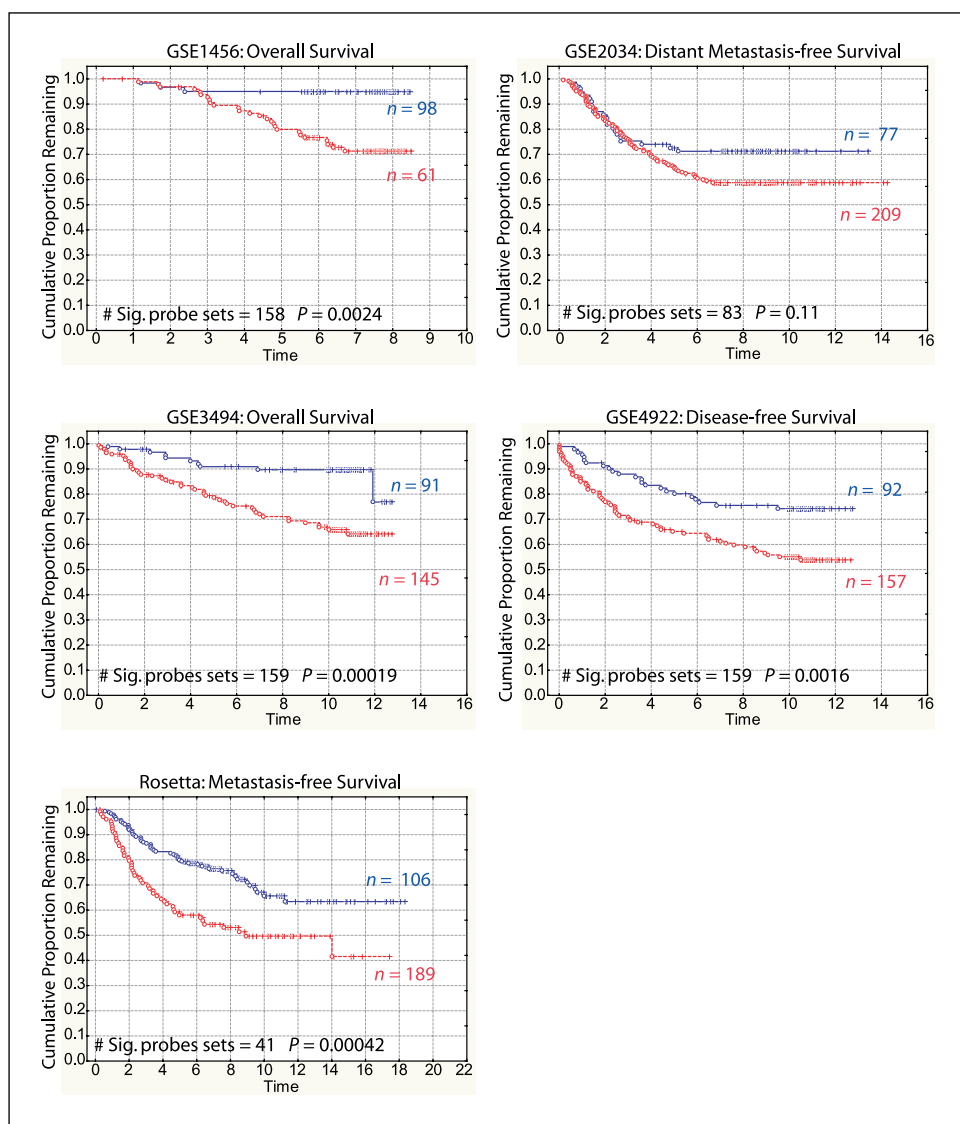 GSE1456: Overall Survival
Cumulative Proportion Remaining
1.0
0.9
0.8
0.7
0.6
0.5
0.4
0.3
0.2
0.1
0.0
n = 98
n = 61
# Sig. probe sets = 158 P = 0.0024
0 1 2 3 4 5 6 7 8 9 10
Time
GSE2034: Distant Metastasis-free Survival
Cumulative Proportion Remaining
1.0
0.9
0.8
0.7
0.6
0.5
0.4
0.3
0.2
0.1
0.0
n = 77
n = 209
# Sig. probes sets = 83 P = 0.11
0 2 4 6 8 10 12 14 16
Time
GSE3494: Overall Survival
Cumulative Proportion Remaining
1.0
0.9
0.8
0.7
0.6
0.5
0.4
0.3
0.2
0.1
0.0
n = 91
n = 145
# Sig. probes sets = 159 P = 0.00019
0 2 4 6 8 10 12 14 16
Time
GSE4922: Disease-free Survival
Cumulative Proportion Remaining
1.0
0.9
0.8
0.7
0.6
0.5
0.4
0.3
0.2
0.1
0.0
n = 92
n = 157
# Sig. probes sets = 159 P = 0.0016
0 2 4 6 8 10 12 14 16
Time
Rosetta: Metastasis-free Survival
Cumulative Proportion Remaining
1.0
0.9
0.8
0.7
0.6
0.5
0.4
0.3
0.2
0.1
0.0
n = 106
n = 189
# Sig. probes sets = 41 P = 0.00042
0 2 4 6 8 10 12 14 16 18 20 22
Time